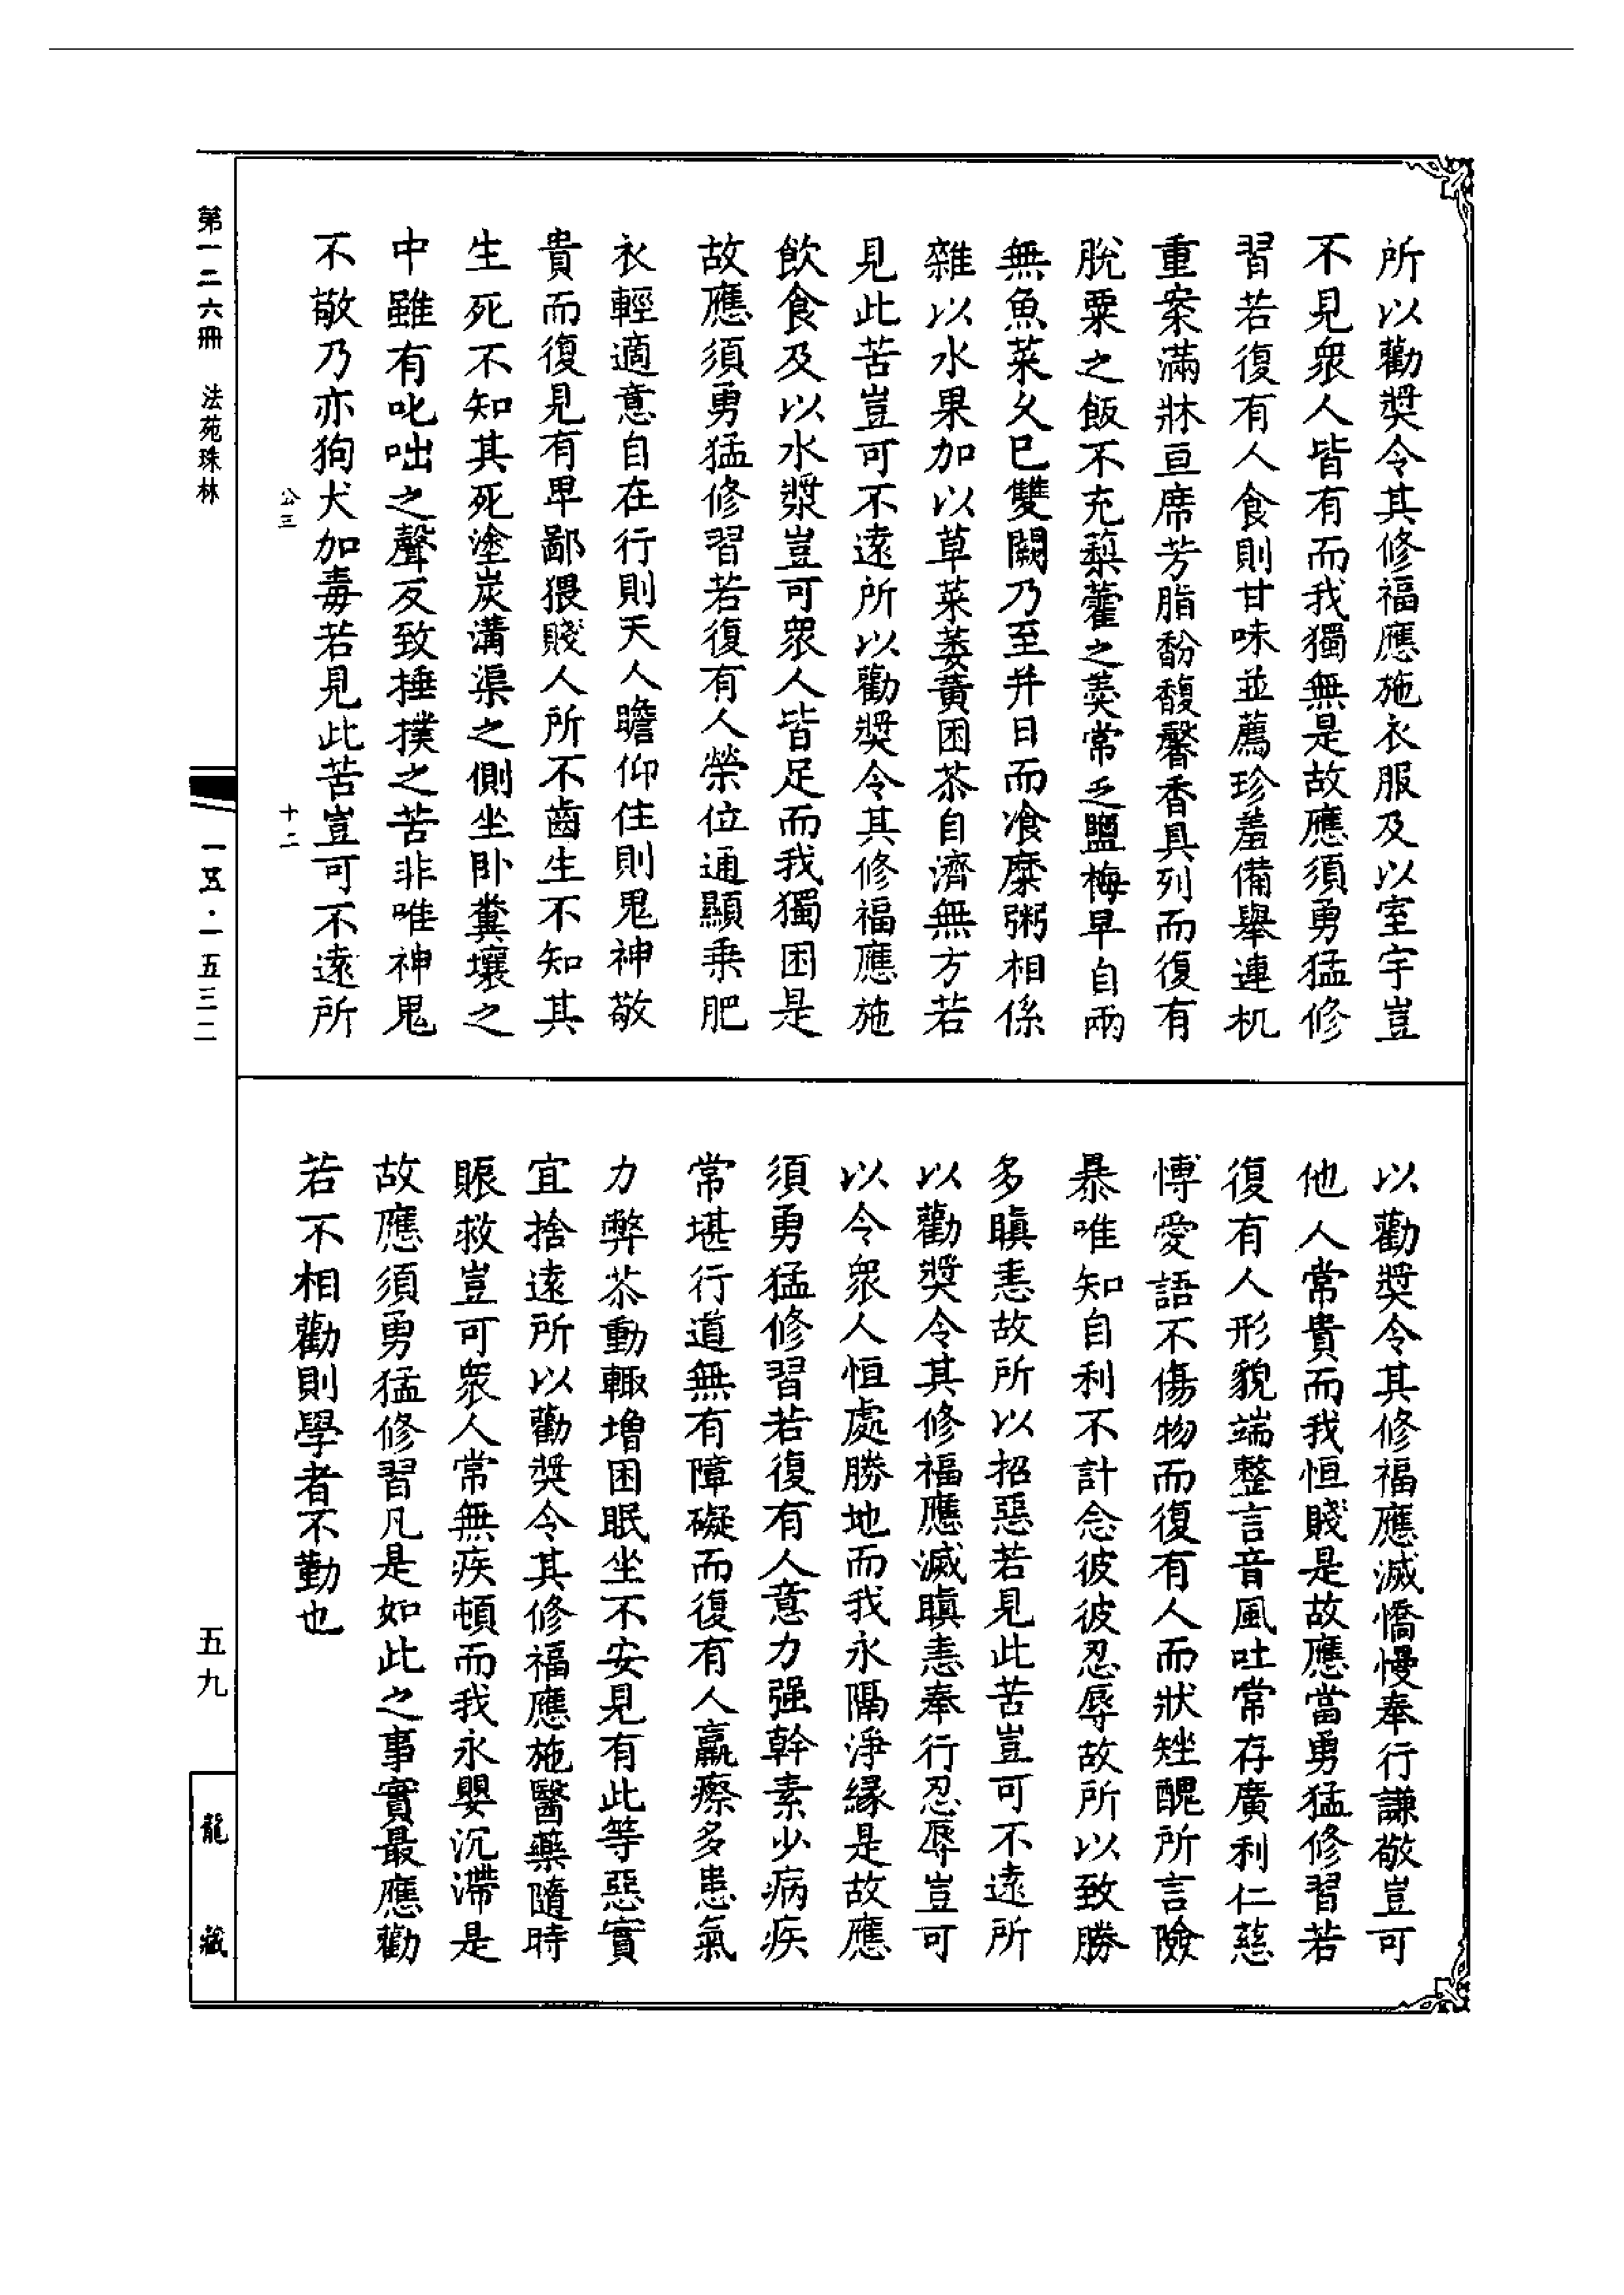 所以勸奬令其修福應施衣服及以室宇豈
不見衆人皆有而我獨無是故應須勇猛修
習若復有人食則甘味並薦珍羞備舉連机
重案滿牀亘席芳脂馚馥馨香具列而復有
脫粟之飯不充䔧藿之羮常乏鹽梅早自兩
無魚菜久已雙闕乃至并日而飡糜粥相係
雜以水果加以草菜萎黄困苶自濟無方若
見此苦豈可不遠所以勸奬令其修福應施
飲食及以水漿豈可衆人皆足而我獨困是
故應須勇猛修習若復有人榮位通顯乗肥
衣輕適意自在行則天人瞻仰住則鬼神敬
貴而復見有卑鄙猥賤人所不齒生不知其
生死不知其死塗炭溝渠之側坐卧糞壤之
中雖有叱咄之聲反致捶撲之苦非唯神鬼
不敬乃亦狗犬加毒若見此苦豈可不遠所
以勸奬令其修福應滅憍慢奉行謙敬豈可
他人常貴而我恒賤是故應當勇猛修習若
復有人形貌端整言音風吐常存廣利仁慈
博愛語不傷物而復有人而狀矬醜所言險
暴唯知自利不計念彼彼忍辱故所以致勝
多瞋恚故所以招惡若見此苦豈可不遠所
以勸奬令其修福應滅瞋恚奉行忍辱豈可
以令衆人恒處勝地而我永隔淨緣是故應
須勇猛修習若復有人意力强幹素少病疾
常堪行道無有障礙而復有人羸瘵多患氣
力弊苶動輙增困眠坐不安見有此等惡實
宜捨遠所以勸奬令其修福應施醫藥隨時
賑救豈可衆人常無疾頓而我永嬰沉滯是
故應須勇猛修習凡是如此之事實最應勸
若不相勸則學者不勤也
公三
十二
第一二六冊 法苑珠林
一五·一五三二
五九
龍藏